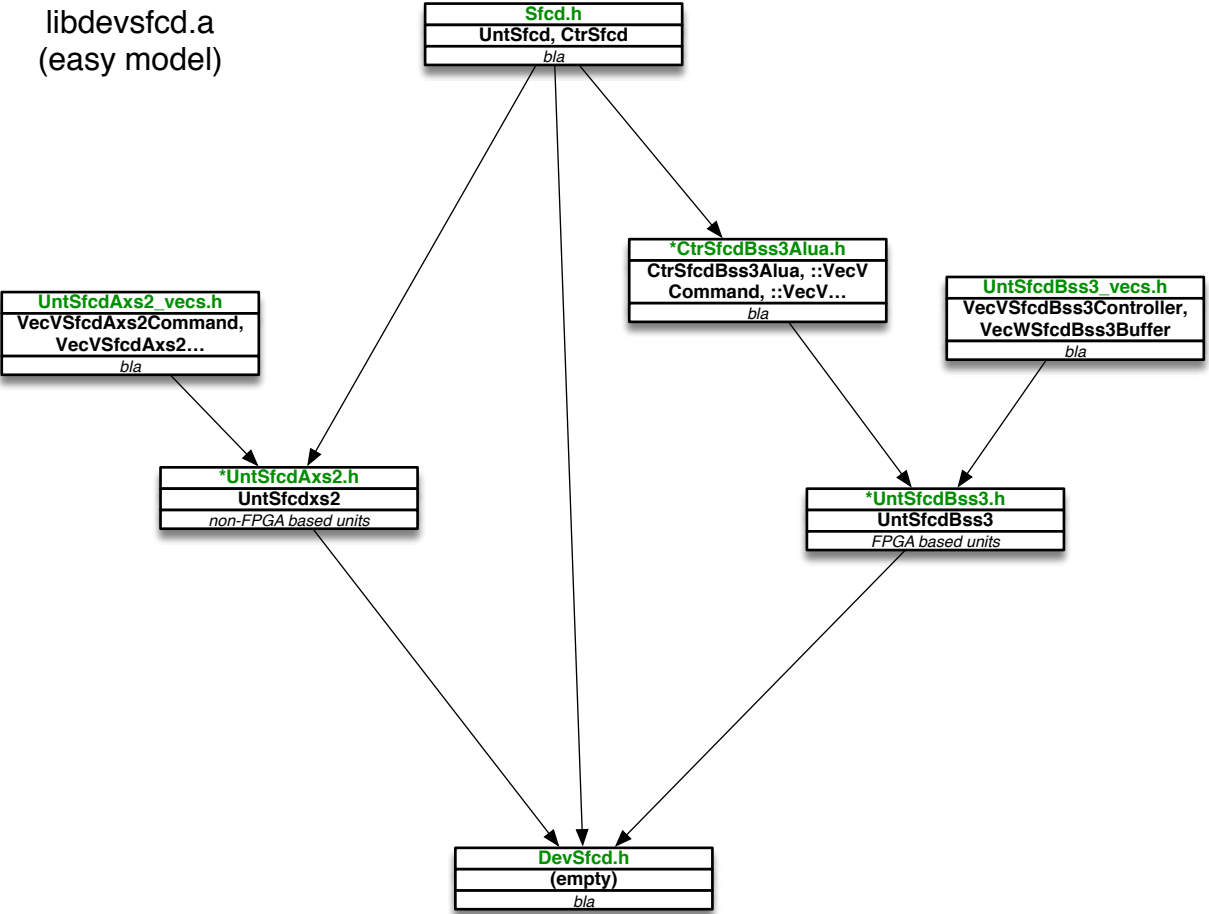 libdevsfcd.a
(easy model)
Sfcd.h
UntSfcd, CtrSfcd
bla
*CtrSfcdBss3Alua.h
CtrSfcdBss3Alua, ::VecV
Command, ::VecV…
bla
UntSfcdBss3_vecs.h
VecVSfcdBss3Controller,
VecWSfcdBss3Buffer
bla
UntSfcdAxs2_vecs.h
VecVSfcdAxs2Command,
VecVSfcdAxs2…
bla
*UntSfcdAxs2.h
UntSfcdxs2
non-FPGA based units
*UntSfcdBss3.h
UntSfcdBss3
FPGA based units
DevSfcd.h
(empty)
bla